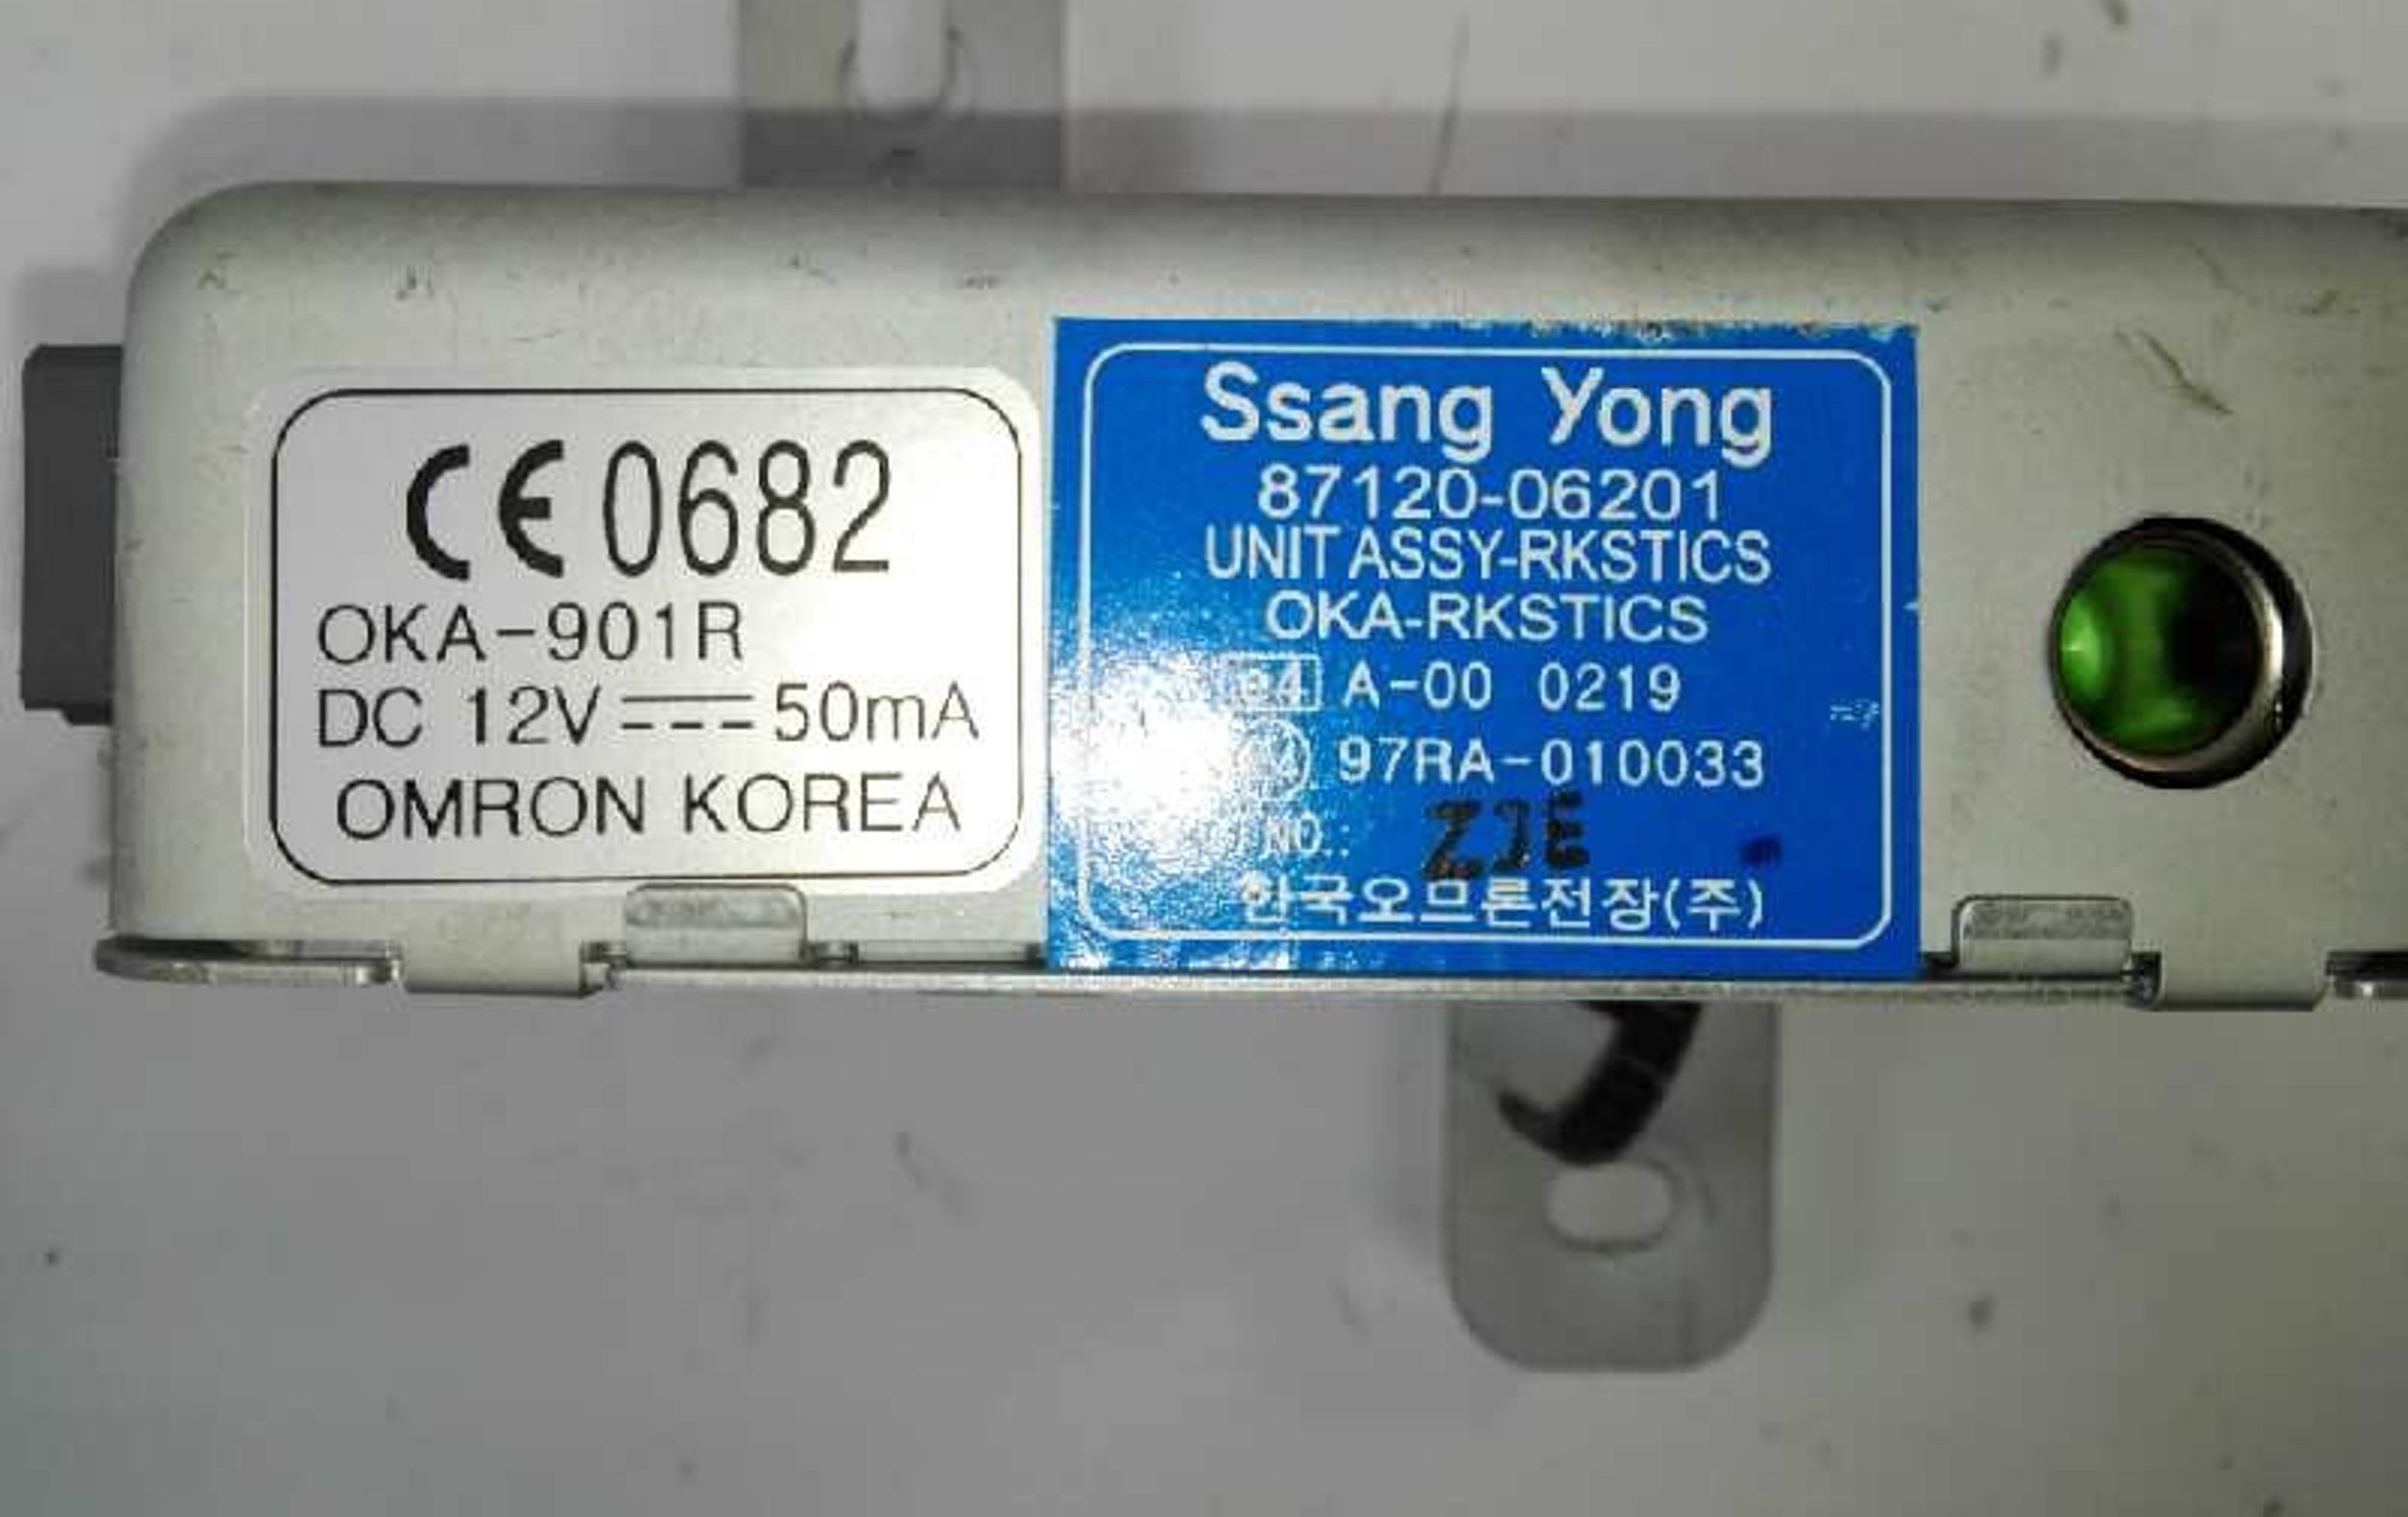 CE 0682
OKA-901R
DC 12V 50mA
OMRON KOREA
Ssang Yong
87120-06201
UNIT ASSY-RKSTICS
OKA-RKSTICS
e4 A-00 0219
97RA-010033
NO.:
한국오므론전장(주)